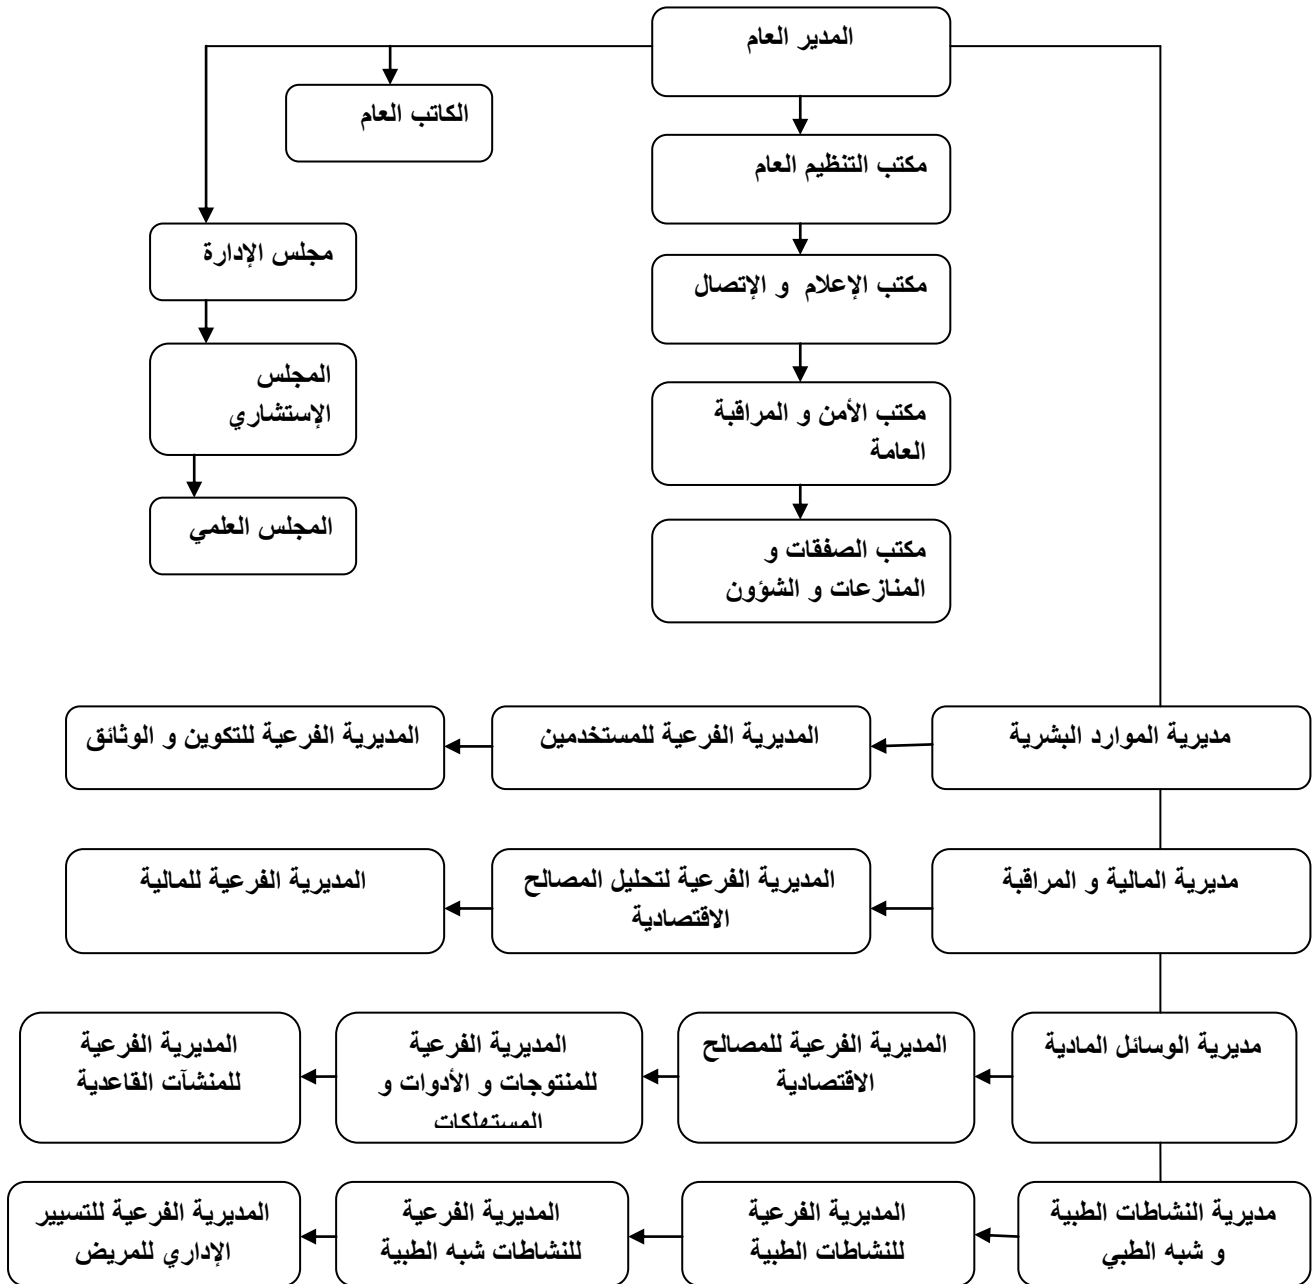 المدير العام
الكاتب العام
مكتب التنظيم العام
مجلس الإدارة
مكتب الإعلام و الإتصال
المجلس
الإستشاري
مكتب الأمن و المراقبة
العامة
المجلس العلمي
مكتب الصفقات و
المنازعات و الشؤون
مديرية الموارد البشرية
المديرية الفرعية للمستخدمين
المديرية الفرعية للتكوين و الوثائق
مديرية المالية و المراقبة
المديرية الفرعية لتحليل المصالح
الاقتصادية
المديرية الفرعية للمالية
مديرية الوسائل المادية
المديرية الفرعية للمصالح
الاقتصادية
المديرية الفرعية
للمنتوجات و الأدوات و
المستهلكات
المديرية الفرعية
للمنشآت القاعدية
مديرية النشاطات الطبية
و شبه الطبي
المديرية الفرعية
للنشاطات الطبية
المديرية الفرعية
للنشاطات شبه الطبية
المديرية الفرعية للتسيير
الإداري للمريض